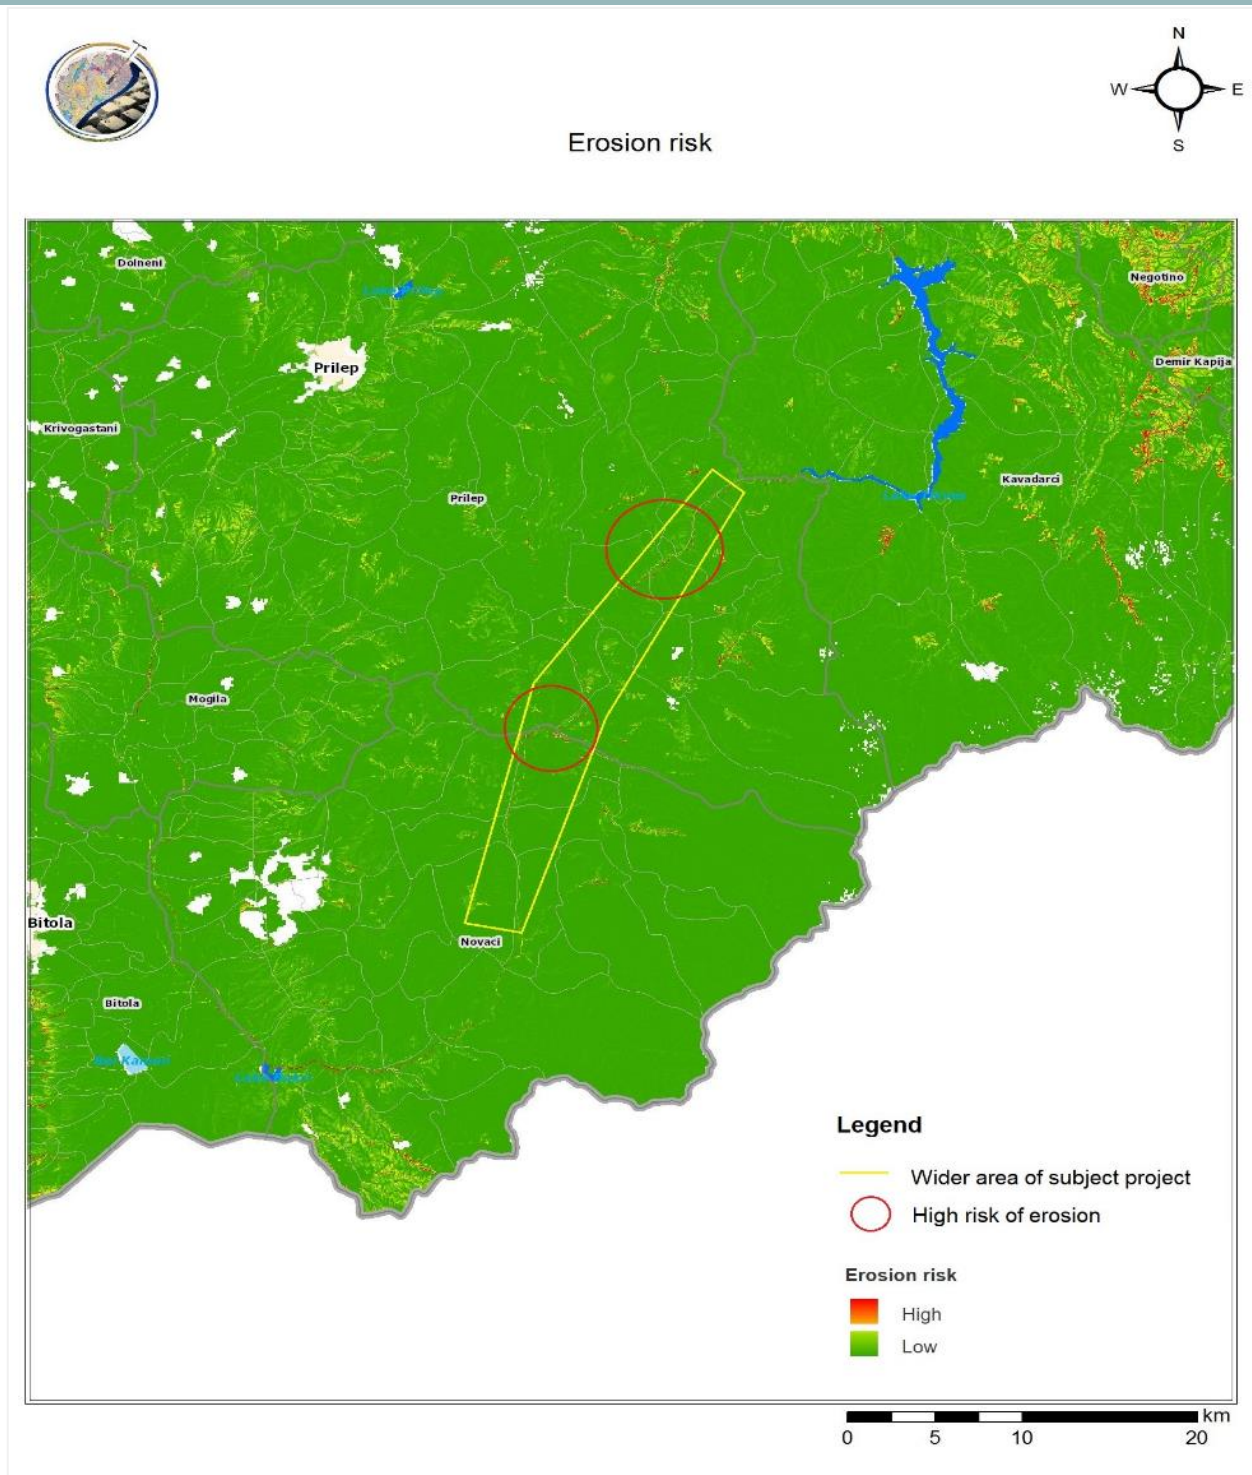 N
W
E
S
Erosion risk
Dolneni
Negotino
Prilep
Demir Kapija
Krivogastani
Kavadarci
Prilep
Mogila
Bitola
Novaci
Bitola
Legend
Wider area of subject project
High risk of erosion
Erosion risk
High
Low
km
0
5
10
20